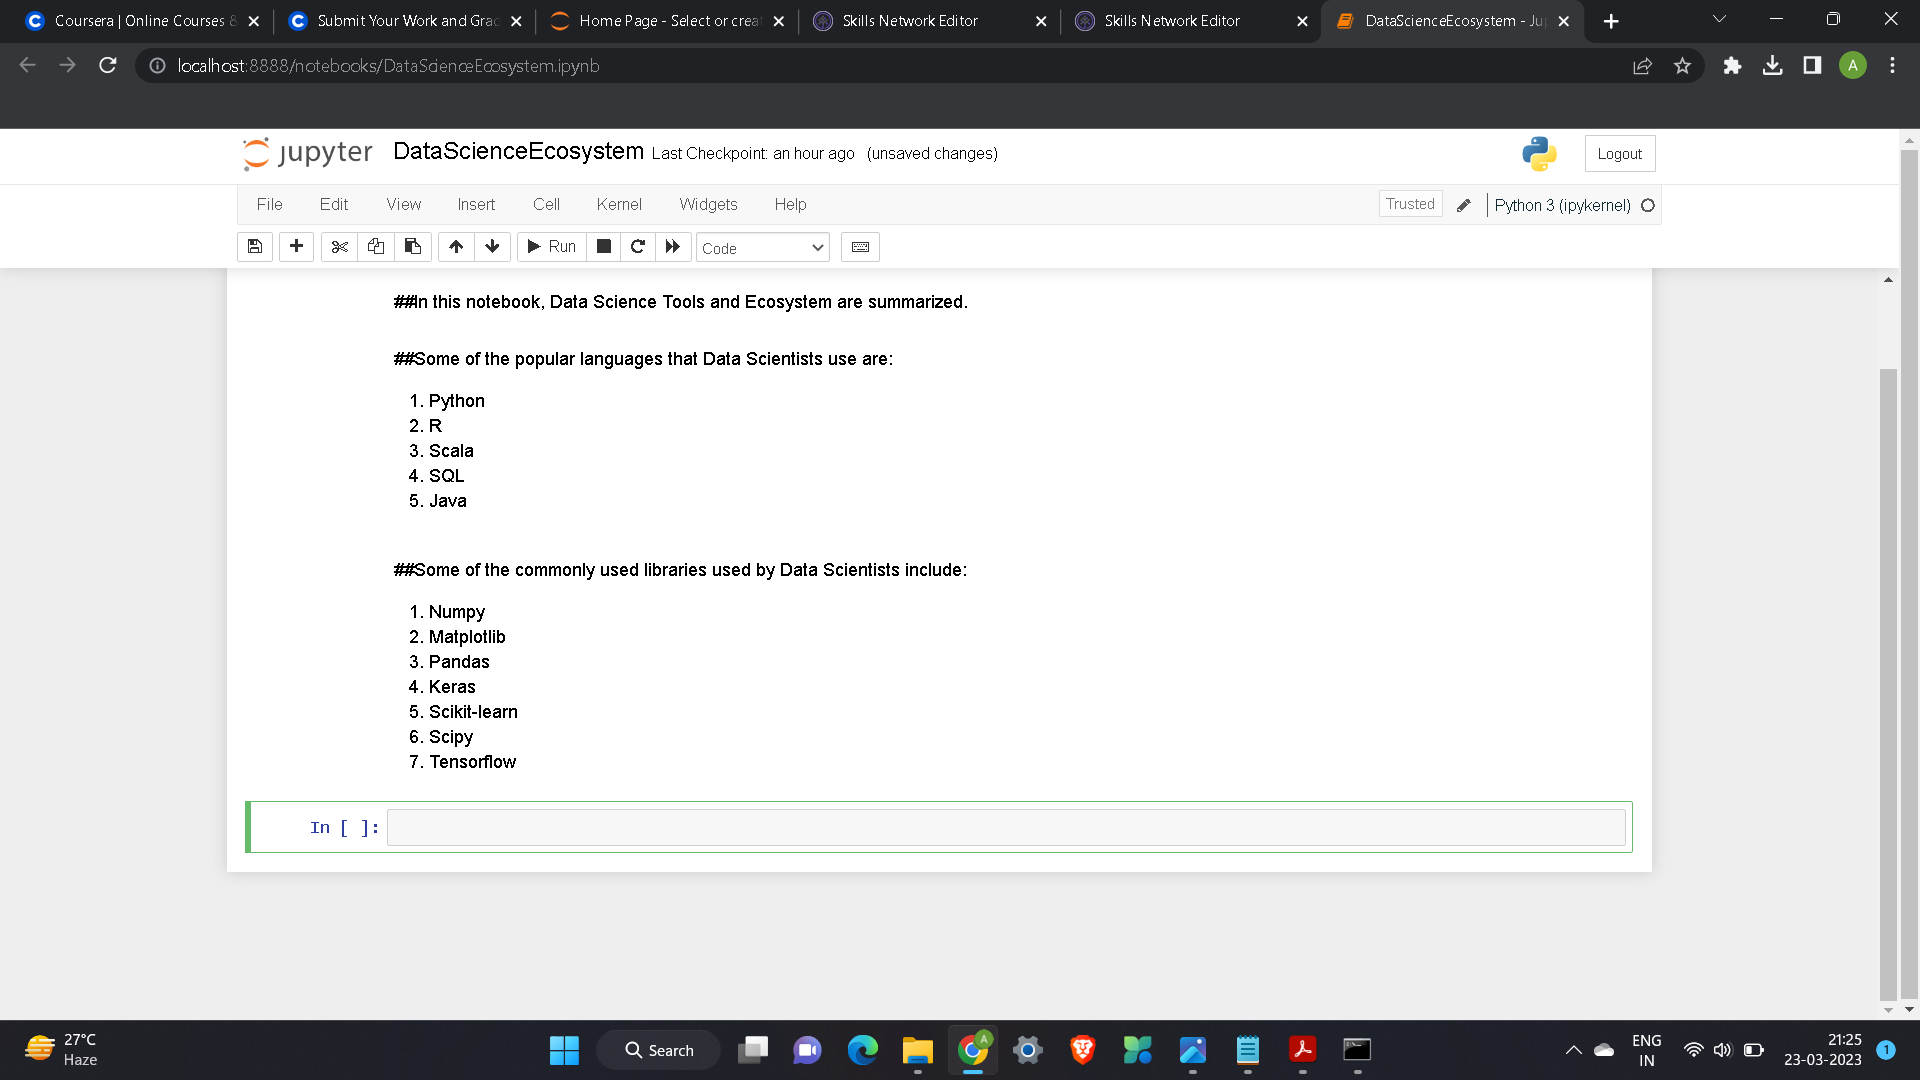 Coursera | Online Courses &
Submit Your Work and Grad
Home Page - Select or creat
Skills Network Editor
Skills Network Editor
DataScienceEcosystem - Jup
localhost:8888/notebooks/DataScienceEcosystem.ipynb
A
jupyter
DataScienceEcosystem
Last Checkpoint: an hour ago (unsaved changes)
Logout
File Edit View Insert Cell Kernel Widgets Help
Trusted
Python 3 (ipykernel)
Run
Code
##In this notebook, Data Science Tools and Ecosystem are summarized.
##Some of the popular languages that Data Scientists use are:
1. Python
2. R
3. Scala
4. SQL
5. Java
##Some of the commonly used libraries used by Data Scientists include:
1. Numpy
2. Matplotlib
3. Pandas
4. Keras
5. Scikit-learn
6. Scipy
7. Tensorflow
In [ ]:
27°C
Haze
Search
A
ENG
IN
21:25
23-03-2023
1